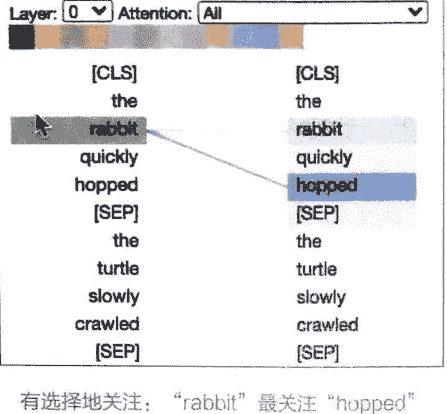 Layer: 0 Attention: All
[CLS] [CLS]
the the
rabbit rabbit
quickly quickly
hopped hopped
[SEP] [SEP]
the the
turtle turtle
slowly slowly
crawled crawled
[SEP] [SEP]
有选择地关注：“rabbit”最关注“hopped”